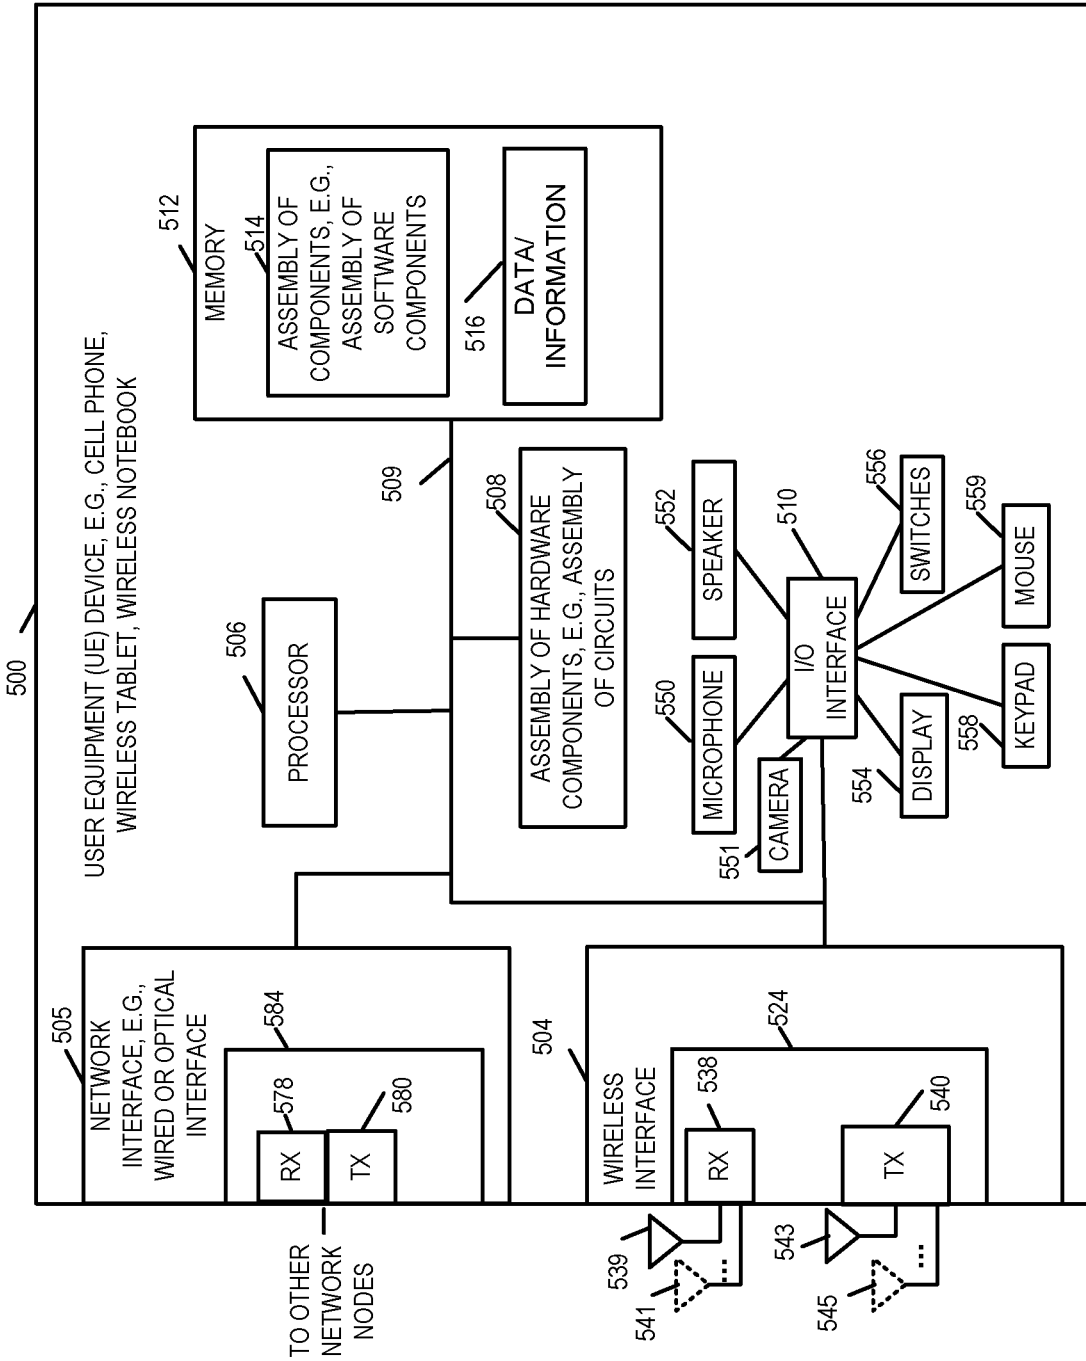 500
USER EQUIPMENT (UE) DEVICE, E.G., CELL PHONE,
WIRELESS TABLET, WIRELESS NOTEBOOK
505
NETWORK
INTERFACE, E.G.,
WIRED OR OPTICAL
INTERFACE
584
578
RX
580
TX
TO OTHER
NETWORK
NODES
506
PROCESSOR
512
MEMORY
514
ASSEMBLY OF
COMPONENTS, E.G.,
ASSEMBLY OF
SOFTWARE
COMPONENTS
516
DATA/
INFORMATION
509
508
ASSEMBLY OF HARDWARE
COMPONENTS, E.G., ASSEMBLY
OF CIRCUITS
504
WIRELESS
INTERFACE
524
538
RX
540
TX
539
541
...
543
545
...
550
MICROPHONE
552
SPEAKER
551
CAMERA
510
I/O
INTERFACE
554
DISPLAY
556
SWITCHES
558
KEYPAD
559
MOUSE